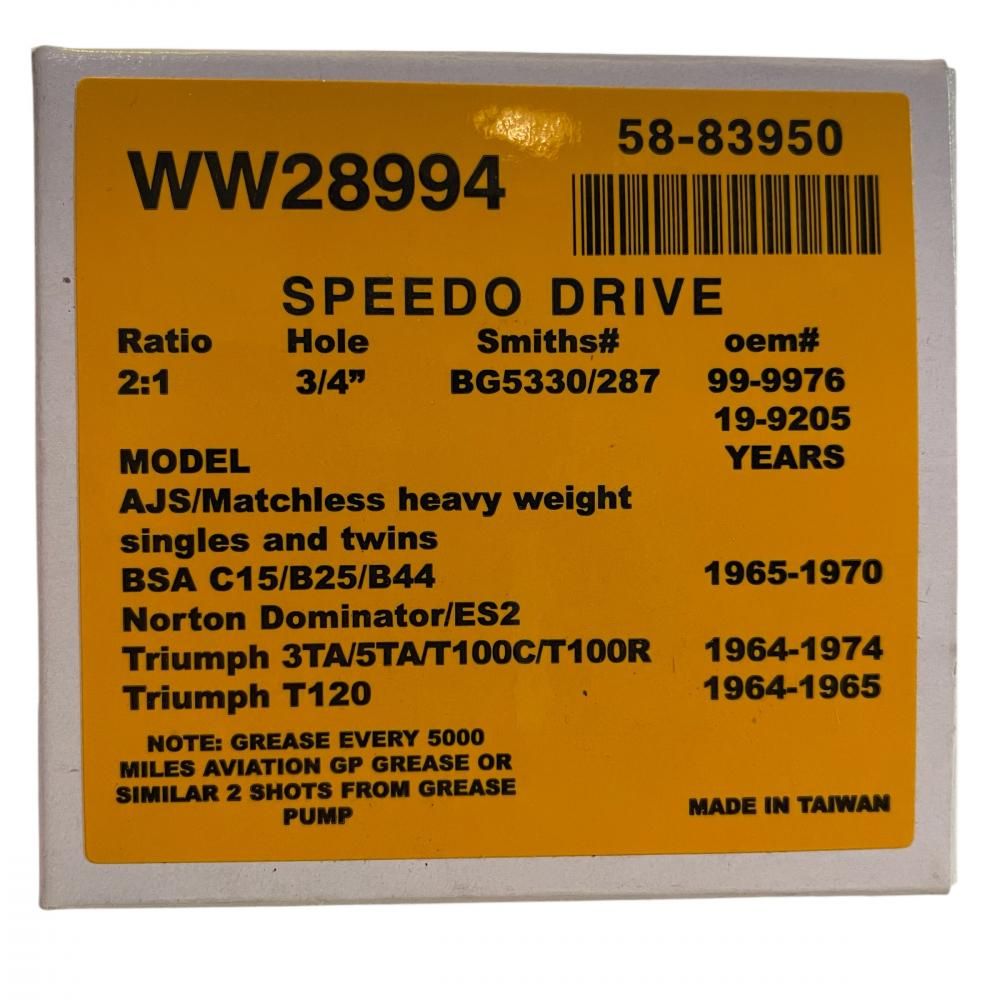 58-83950
WW28994
SPEEDO DRIVE
Ratio Hole Smiths# oem#
2:1 3/4” BG5330/287 99-9976
19-9205
MODEL YEARS
AJS/Matchless heavy weight
singles and twins
BSA C15/B25/B44 1965-1970
Norton Dominator/ES2
Triumph 3TA/5TA/T100C/T100R 1964-1974
Triumph T120 1964-1965
NOTE: GREASE EVERY 5000
MILES AVIATION GP GREASE OR
SIMILAR 2 SHOTS FROM GREASE
PUMP
MADE IN TAIWAN